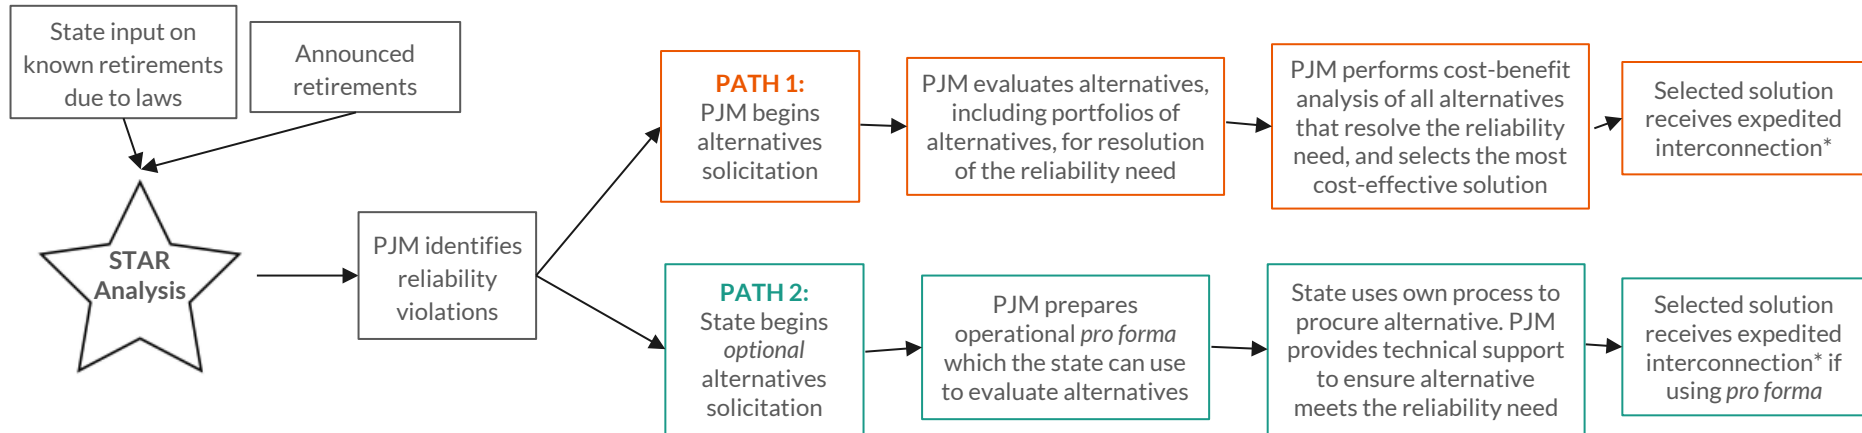 State input on
known retirements
due to laws
Announced
retirements
STAR
Analysis
PJM identifies
reliability
violations
PATH 1:
PJM begins
alternatives
solicitation
PJM evaluates alternatives,
including portfolios of
alternatives, for resolution
of the reliability need
PJM performs cost-benefit
analysis of all alternatives
that resolve the reliability
need, and selects the most
cost-effective solution
Selected solution
receives expedited
interconnection*
PATH 2:
State begins
optional
alternatives
solicitation
PJM prepares
operational pro forma
which the state can use
to evaluate alternatives
State uses own process to
procure alternative. PJM
provides technical support
to ensure alternative
meets the reliability need
Selected solution
receives expedited
interconnection* if
using pro forma